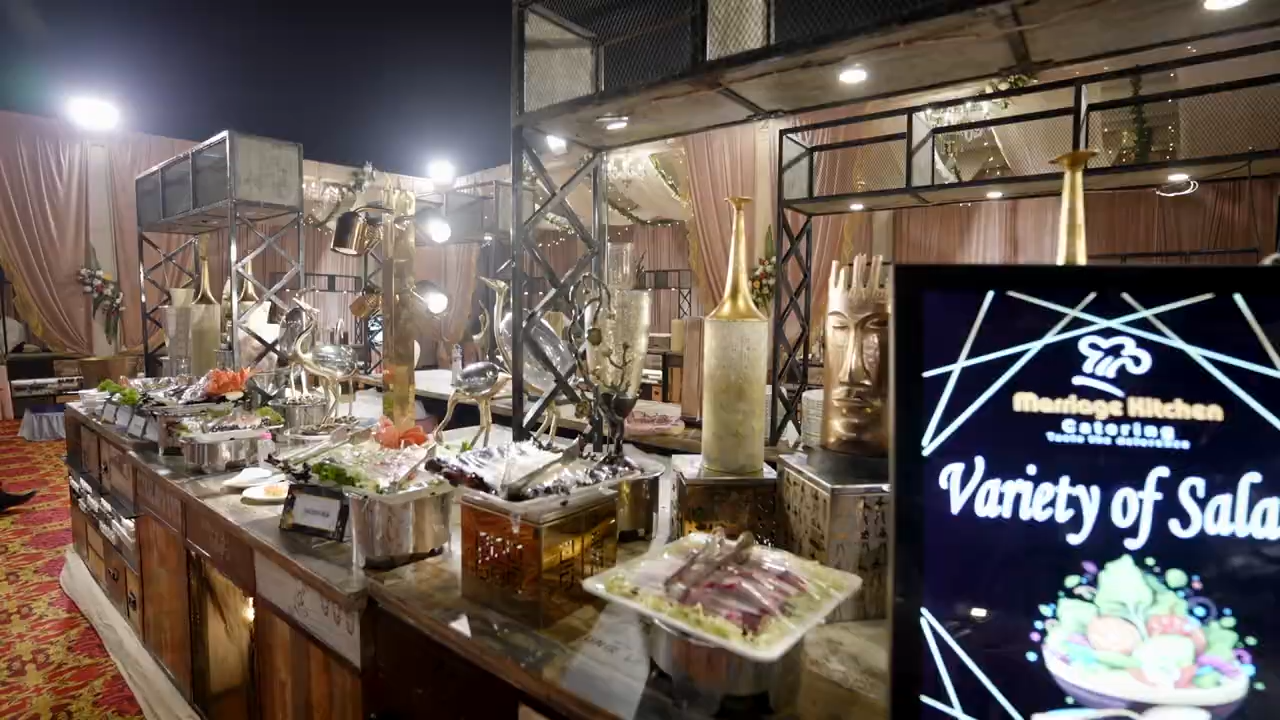 Marriage Kitchen
Catering
Taste the difference
Variety of Sala